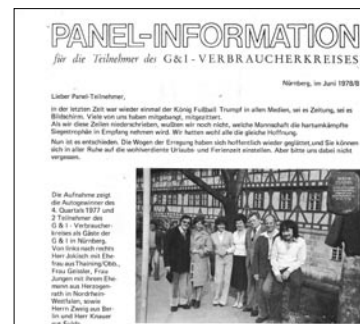 PANEL-INFORMATION
für die Teilnehmer des G&I-VERBRAUCHERKREISES
Nürnberg, im Juni 1978/B
Lieber Panel-Teilnehmer,
in der letzten Zeit war wieder einmal der König Fußball Trumpf in allen Medien, sei es Zeitung, sei es
Bildschirm. Viele von uns haben mitgebangt, mitgezittert.
Als wir diese Zeilen niederschrieben, wußten wir noch nicht, welche Mannschaft die hartumkämpfte
Siegestrophäe in Empfang nehmen wird. Wir hatten wohl alle die gleiche Hoffnung.
Nun ist es entschieden. Die Wogen der Erregung haben sich hoffentlich wieder geglättet, und Sie können
sich in aller Ruhe auf die wohlverdiente Urlaubs- und Ferienzeit einstellen. Aber bitte uns dabei nicht
vergessen.
Die Aufnahme zeigt
die Autogewinner des
4. Quartals 1977 und
2 Teilnehmer des
G & I - Verbraucher-
kreises als Gäste der
G & I in Nürnberg.
Von links nach rechts
Herr Jokisch mit Ehe-
frau aus Thaining/Obb.,
Frau Geissler, Frau
Jungen mit ihrem Ehe-
mann aus Herzogen-
rath in Nordrhein-
Westfalen, sowie
Herrn Zweig aus Ber-
lin und Herr Knauer
aus Fulda